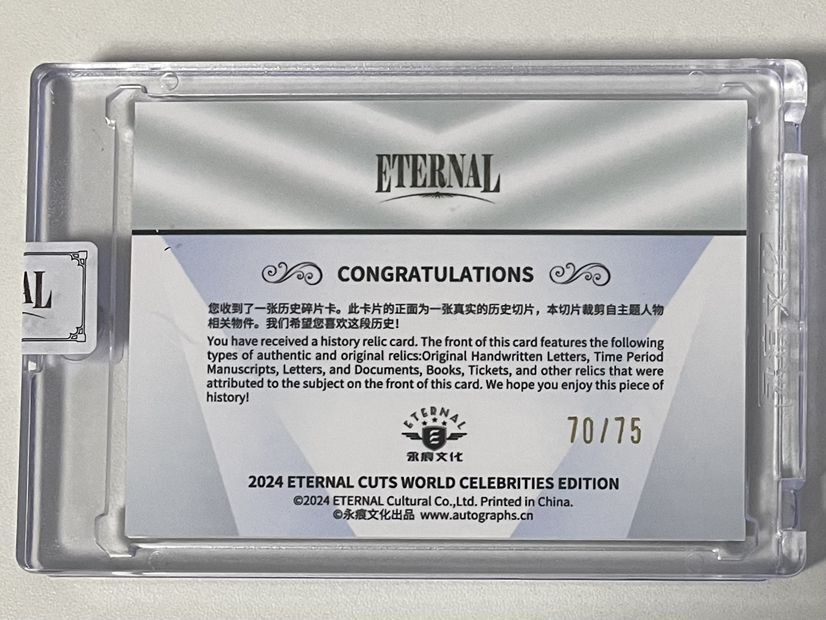 ETERNAL
AL
CONGRATULATIONS
您收到了一张历史碎片卡。此卡片的正面为一张真实的历史切片，本切片裁剪自主题人物
相关物件。我们希望您喜欢这段历史！
You have received a history relic card. The front of this card features the following
types of authentic and original relics:Original Handwritten Letters, Time Period
Manuscripts, Letters, and Documents, Books, Tickets, and other relics that were
attributed to the subject on the front of this card. We hope you enjoy this piece of
history!
ETERNAL
永痕文化
70/75
2024 ETERNAL CUTS WORLD CELEBRITIES EDITION
©2024 ETERNAL Cultural Co.,Ltd. Printed in China.
©永痕文化出品 www.autographs.cn